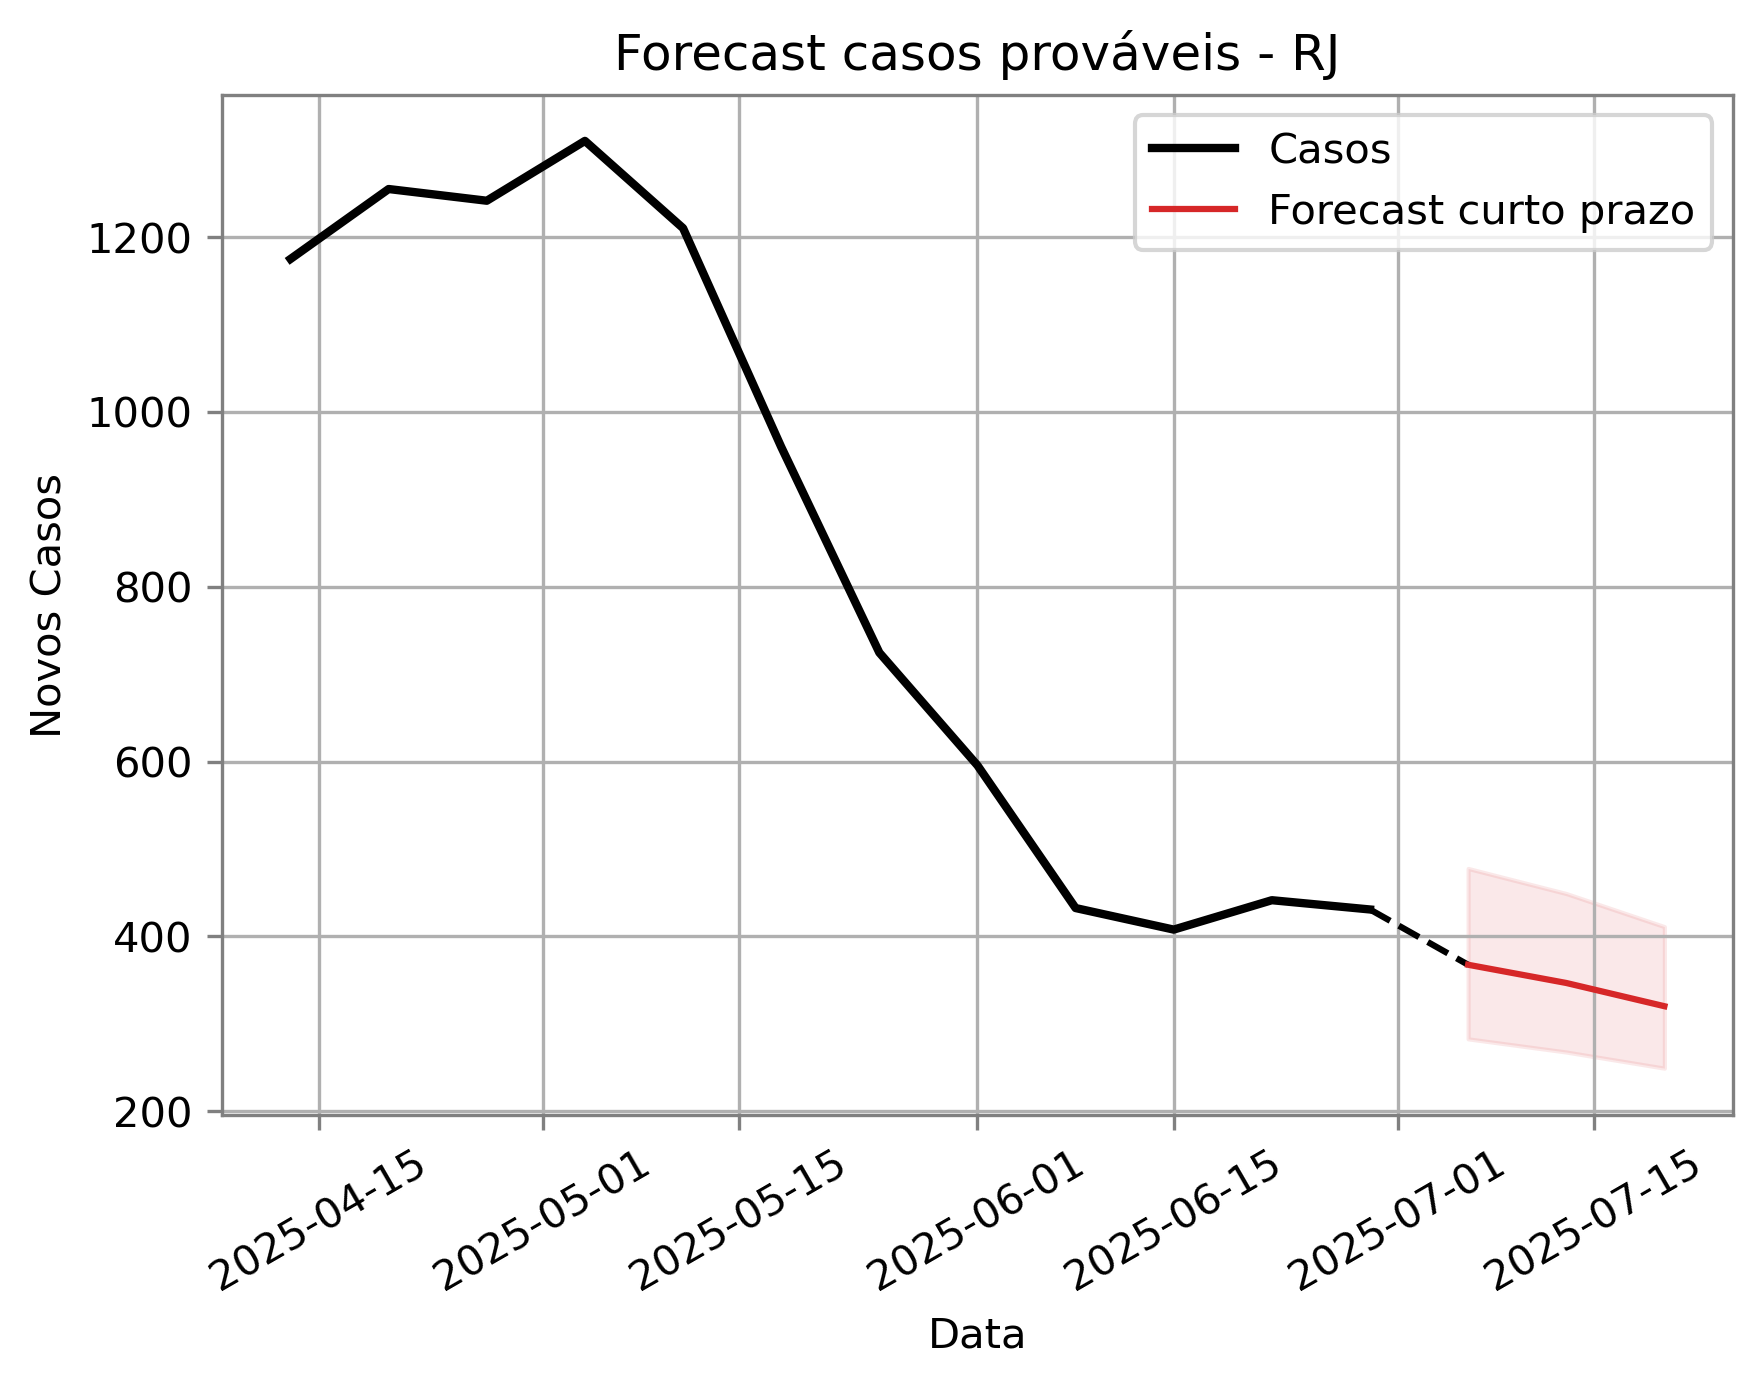 Forecast casos prováveis - RJ
Casos
Forecast curto prazo
Novos Casos
1200
1000
800
600
400
200
2025-04-15
2025-05-01
2025-05-15
2025-06-01
2025-06-15
2025-07-01
2025-07-15
Data